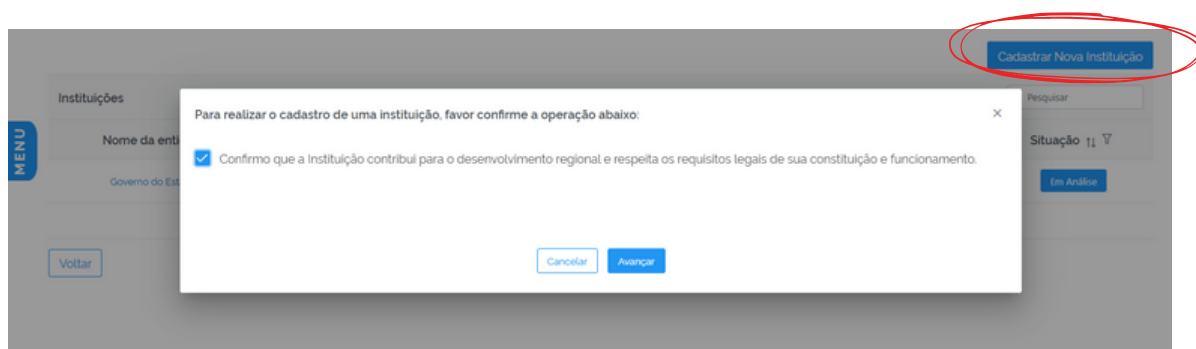 Cadastrar Nova Instituição
Instituições
Pesquisar
Para realizar o cadastro de uma instituição, favor confirme a operação abaixo:
MENU
Nome da enti
Situação
Confirmo que a Instituição contribui para o desenvolvimento regional e respeita os requisitos legais de sua constituição e funcionamento.
Governo do Est
Em Análise
Voltar
Cancelar
Avançar